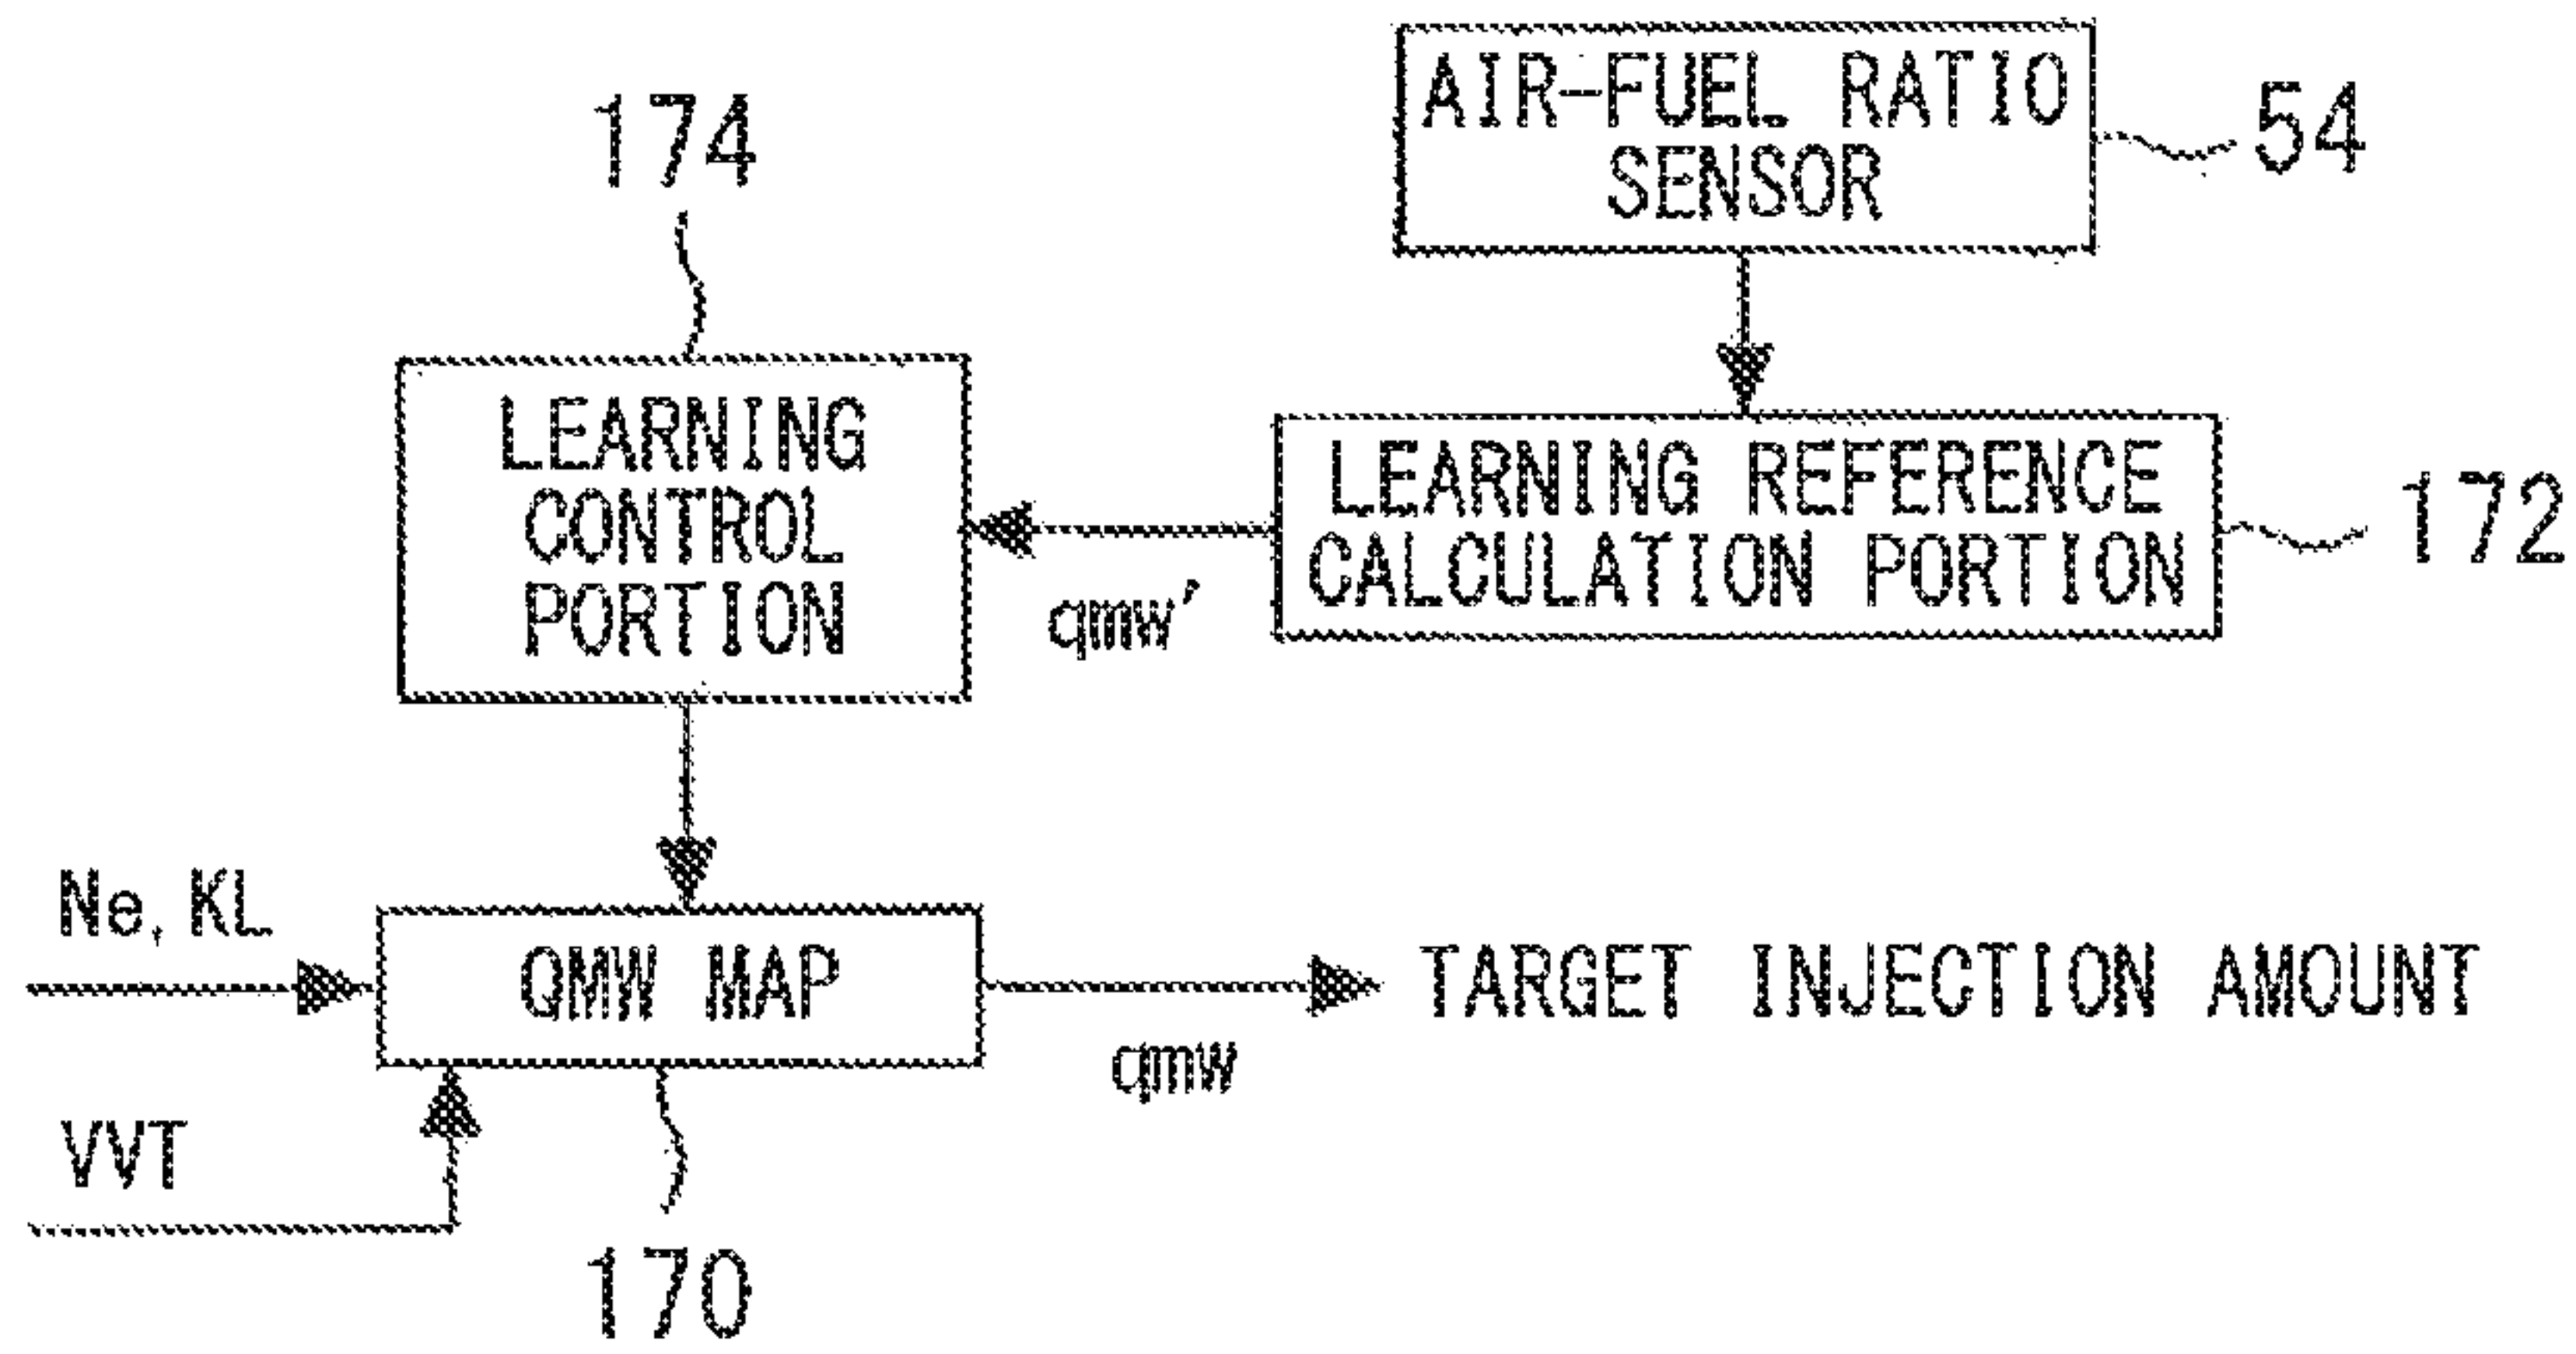 AIR-FUEL RATIO
SENSOR
54
174
LEARNING
CONTROL
PORTION
LEARNING REFERENCE
CALCULATION PORTION
172
qmw'
Ne, KL
QMW MAP
TARGET INJECTION AMOUNT
qmw
VVT
170